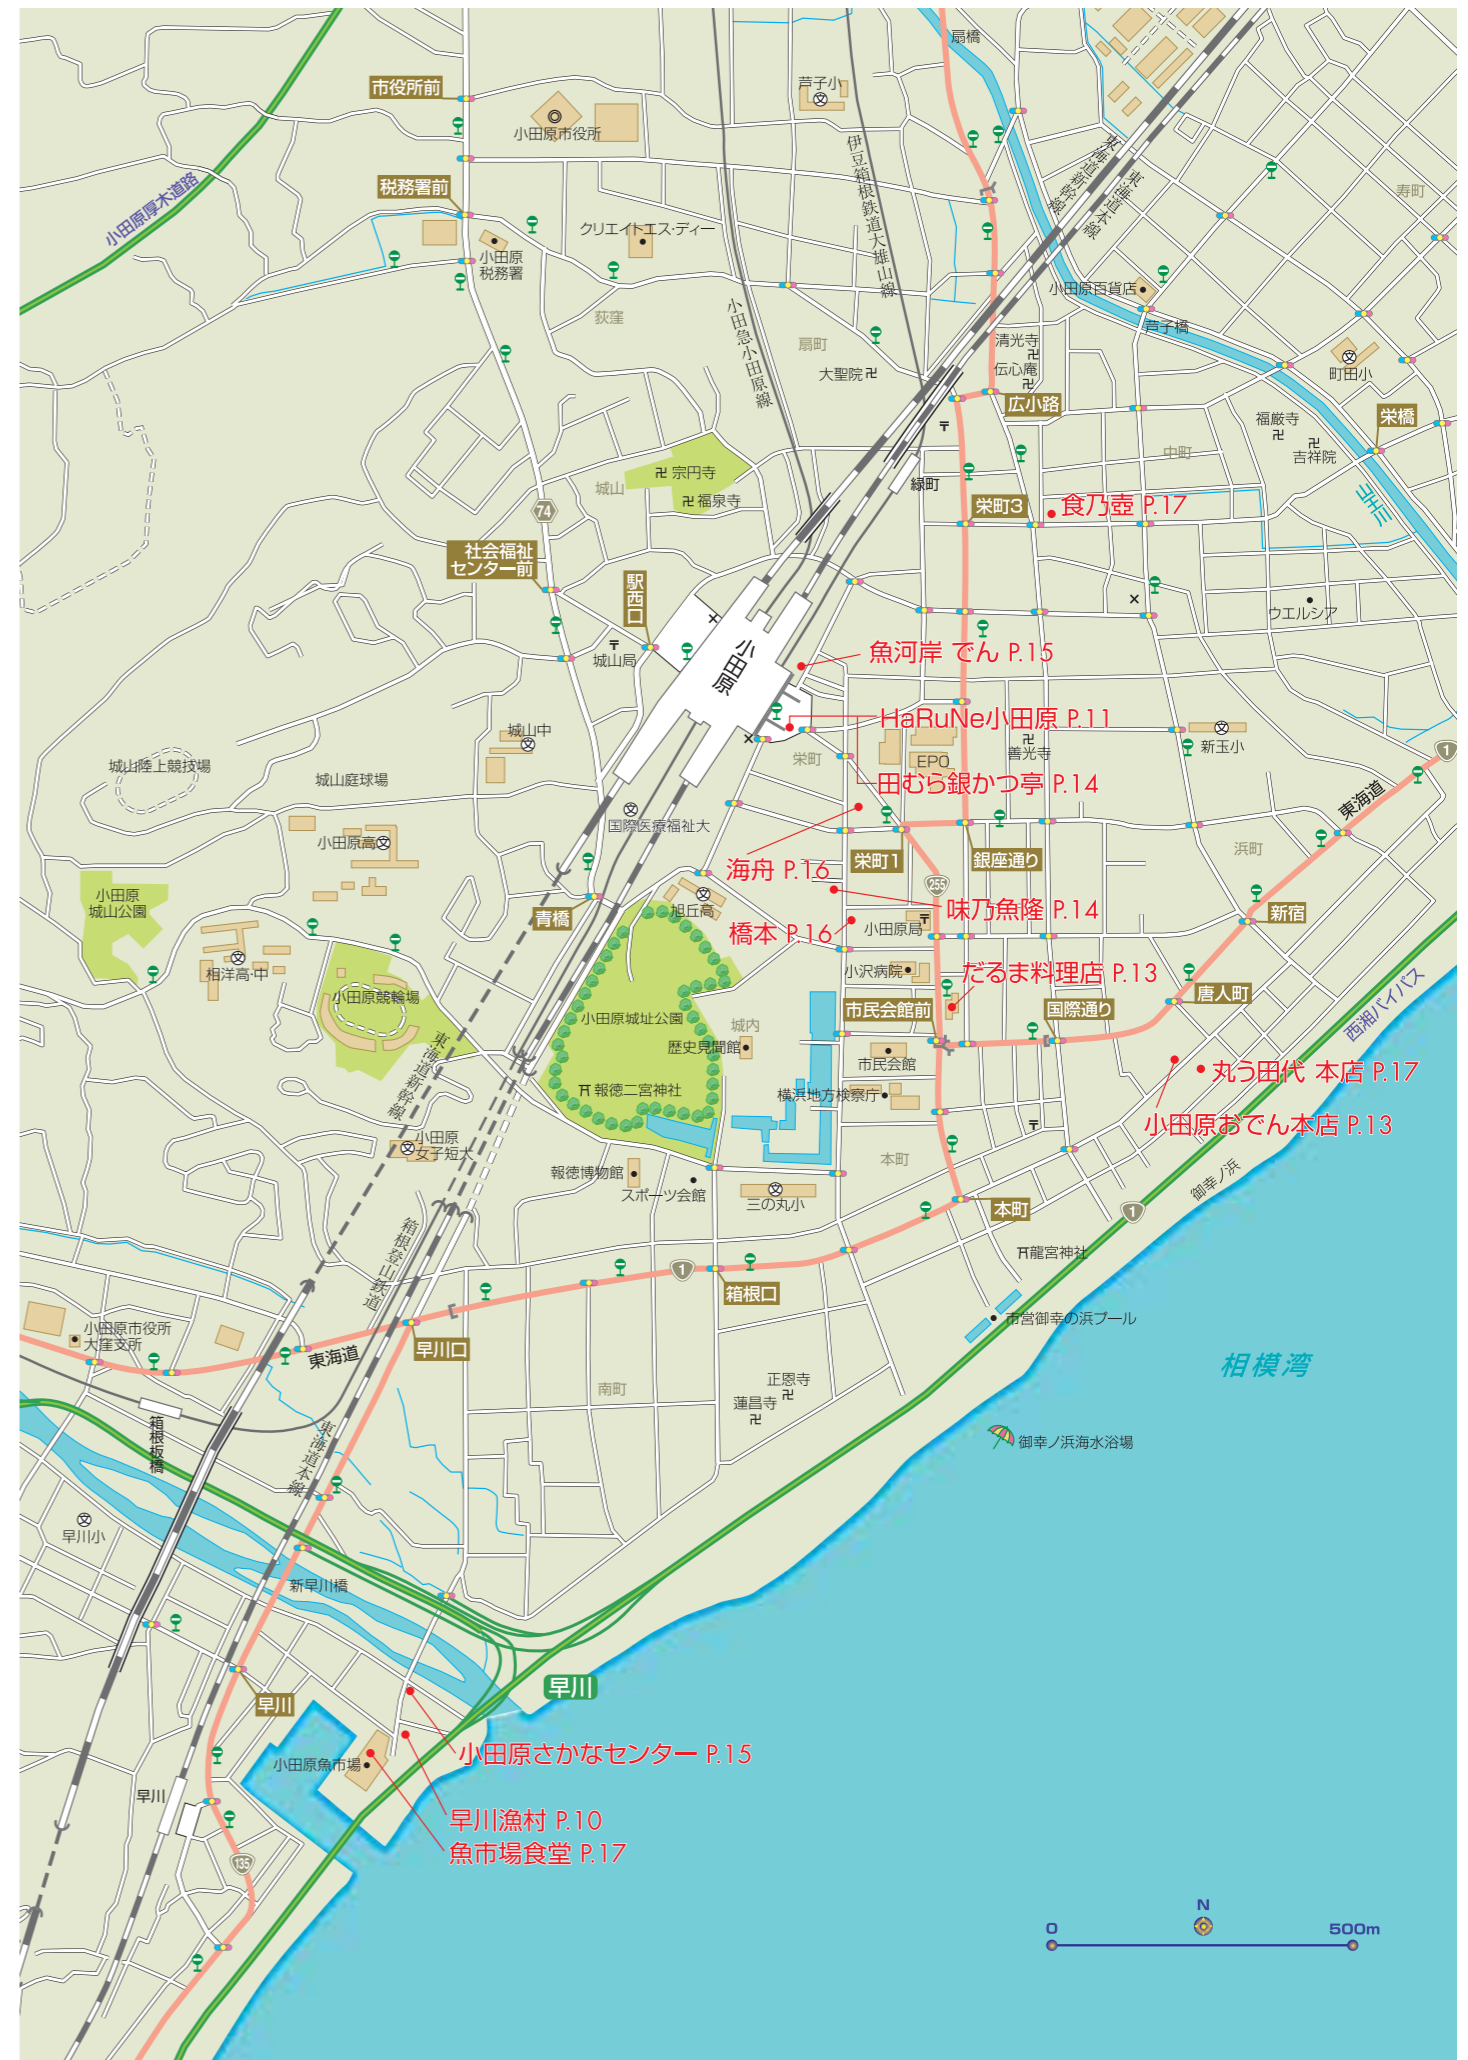 扇橋
市役所前
芦子小
小田原市役所
小田原厚木道路
税務署前
伊豆箱根鉄道大雄山線
東海道新幹線
東海道本線
寿町
クリエイトエス・ディー
小田原
税務署
小田原百貨店
芦子橋
荻窪
小田急小田原線
扇町
清光寺
大聖院
伝心庵
町田小
広小路
福厳寺
栄橋
吉祥院
中町
城山
宗円寺
福泉寺
緑町
山王川
74
栄町3
食乃壺 P.17
社会福祉
センター前
駅西口
ウエルシア
城山局
小田原
魚河岸 でん P.15
HaRuNe小田原 P.11
城山中
善光寺
新玉小
栄町
EPO
1
城山陸上競技場
城山庭球場
田むら銀かつ亭 P.14
東海道
国際医療福祉大
小田原高
海舟 P.16
栄町1
銀座通り
浜町
255
小田原
城山公園
旭丘高
味乃魚隆 P.14
新宿
青橋
橋本 P.16
小田原局
相洋高・中
小沢病院
だるま料理店 P.13
小田原競輪場
唐人町
西湘バイパス
市民会館前
国際通り
小田原城址公園
城内
歴史見聞館
東海道新幹線
市民会館
丸う田代 本店 P.17
報徳二宮神社
横浜地方検察庁
小田原おでん本店 P.13
小田原
女子短大
本町
報徳博物館
スポーツ会館
三の丸小
御幸ノ浜
本町
1
箱根登山鉄道
龍宮神社
1
箱根口
小田原市役所
大窪支所
市営御幸の浜プール
早川口
東海道
相模湾
南町
正恩寺
蓮昌寺
箱根板橋
東海道本線
御幸ノ浜海水浴場
早川小
新早川橋
早川
早川
小田原さかなセンター P.15
小田原魚市場
早川
早川漁村 P.10
魚市場食堂 P.17
135
N
0
500m